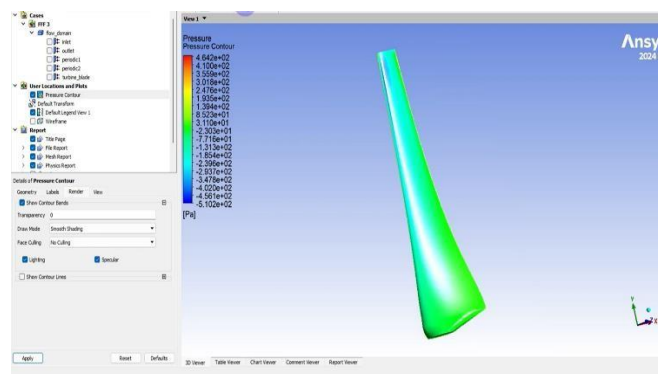 Cases
FFF 3
flow_domain
inlet
outlet
periodic1
periodic2
turbine_blade
User Locations and Plots
Pressure Contour
Default Transform
Default Legend View 1
Wireframe
Report
Title Page
File Report
Mesh Report
Physics Report
Details of Pressure Contour
Geometry Labels Render View
Show Contour Bands
Transparency 0
Draw Mode Smooth Shading
Face Culling No Culling
Lighting Specular
Show Contour Lines
Apply Reset Defaults
View 1
Pressure
Pressure Contour
4.642e+02
4.100e+02
3.559e+02
3.018e+02
2.476e+02
1.935e+02
1.394e+02
8.523e+01
3.110e+01
-2.303e+01
-7.716e+01
-1.313e+02
-1.854e+02
-2.396e+02
-2.937e+02
-3.478e+02
-4.020e+02
-4.561e+02
-5.102e+02
[Pa]
Ansy
2024
Y
Z X
3D Viewer Table Viewer Chart Viewer Comment Viewer Report Viewer